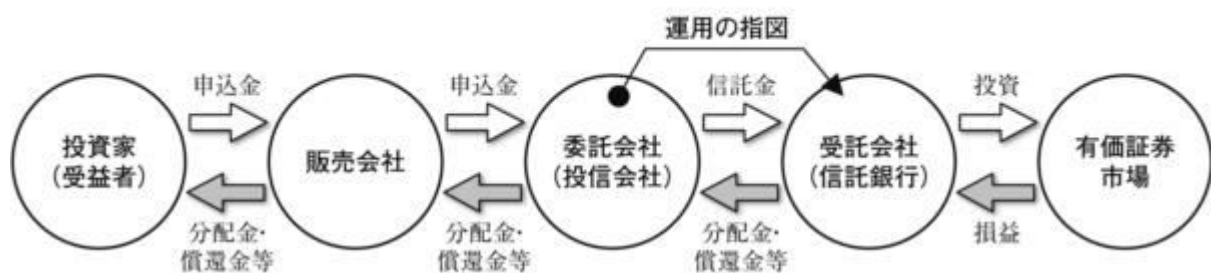 運用の指図
申込金
申込金
信託金
投資
投資家
（受益者）
販売会社
委託会社
（投信会社）
受託会社
（信託銀行）
有価証券
市場
分配金・
償還金等
分配金・
償還金等
分配金・
償還金等
損益